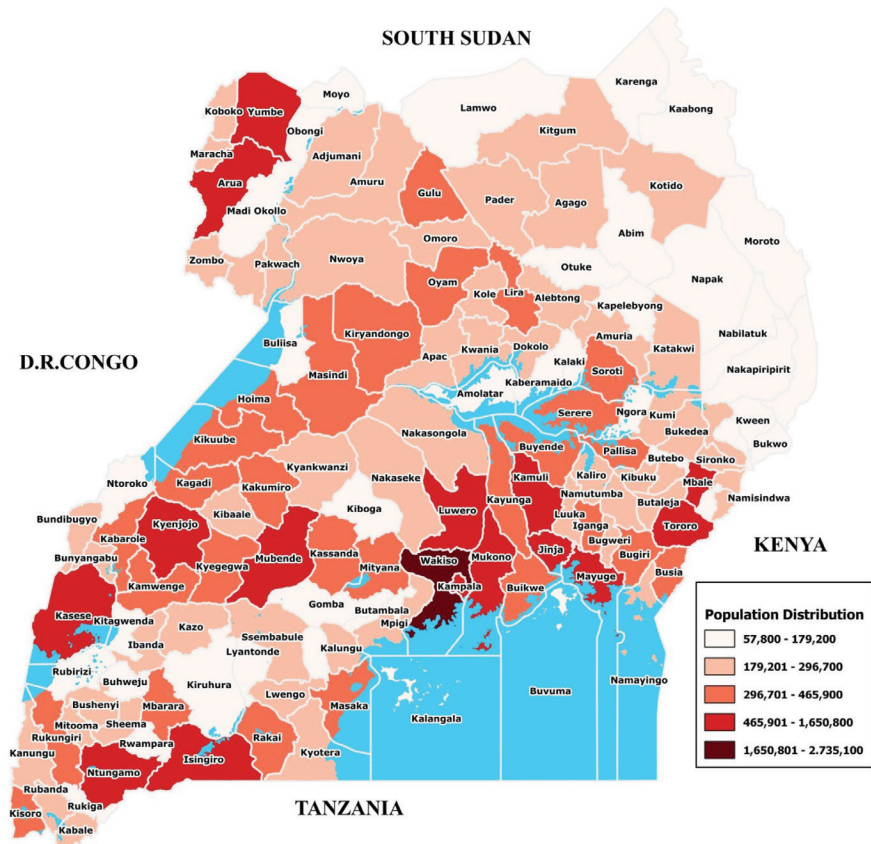 SOUTH SUDAN
Karenga
Moyo
Koboko
Yumbe
Lamwo
Kaabong
Obongi
Kitgum
Maracha
Adjumani
Arua
Amuru
Gulu
Pader
Agago
Kotido
Madi Okollo
Abim
Omoro
Moroto
Zombo
Pakwach
Nwoya
Otuke
Napak
Oyam
Kole
Lira
Alebtong
Kapelebyong
Buliisa
Kiryandongo
Nabilatuk
D.R.CONGO
Apac
Kwania
Dokolo
Amuria
Katakwi
Kalaki
Masindi
Kaberamaido
Soroti
Nakapiripirit
Amolatar
Hoima
Serere
Ngora
Kumi
Kween
Nakasongola
Bukedea
Kikuube
Buyende
Pallisa
Butebo
Bukwo
Kyankwanzi
Sironko
Ntoroko
Kagadi
Kakumiro
Nakaseke
Kamuli
Kaliro
Kibuku
Mbale
Kibaale
Kiboga
Luwero
Kayunga
Namutumba
Butaleja
Namisindwa
Bundibugyo
Kyenjojo
Luuka
Iganga
Tororo
Kabarole
Mubende
Kassanda
Bugweri
Bunyangabu
Wakiso
Mukono
Jinja
Bugiri
KENYA
Kyegegwa
Mityana
Kamwenge
Kampala
Mayuge
Busia
Buikwe
Kasese
Gomba
Butambala
Kitagwenda
Kazo
Mpigi
Ssembabule
Ibanda
Lyantonde
Kalungu
Rubirizi
Buhweju
Kiruhura
Buvuma
Namayingo
Bushenyi
Mbarara
Lwengo
Masaka
Kalangala
Mitooma
Sheema
Rukungiri
Rwampara
Isingiro
Rakai
Kanungu
Kyotera
Ntungamo
Rubanda
Rukiga
Kisoro
Kabale
TANZANIA
Population Distribution
57,800 - 179,200
179,201 - 296,700
296,701 - 465,900
465,901 - 1,650,800
1,650,801 - 2.735,100